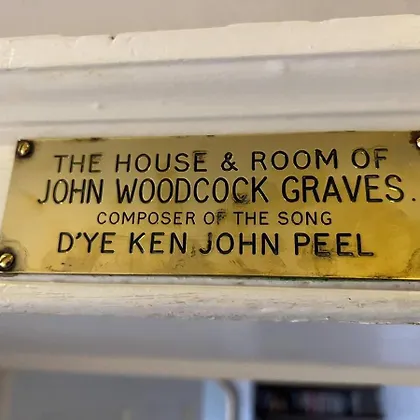 THE HOUSE & ROOM OF
JOHN WOODCOCK GRAVES.
COMPOSER OF THE SONG
D'YE KEN JOHN PEEL